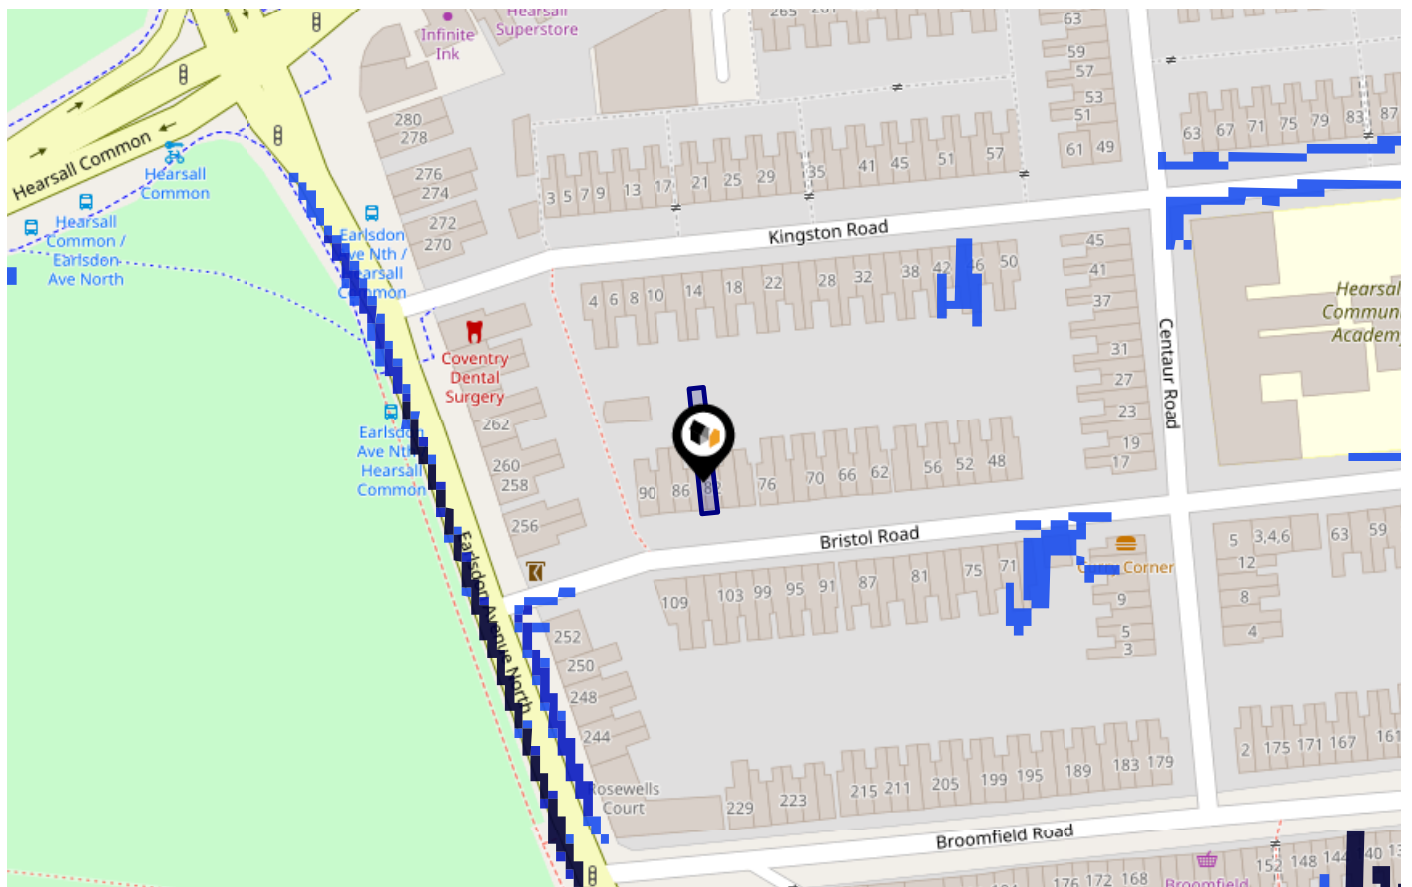 Hearsall
Superstore
Infinite
Ink
265
63
59
57
53
51
61 49
63 67 71 75 79 83 87
280
278
276
274
272
270
Hearsall Common
Hearsall
Common
Hearsall
Common /
Earlsdon
Ave North
Earlsdon
Ave Nth /
Hearsall
Common
3 5 7 9 13 17 21 25 29 35 41 45 51 57
Kingston Road
4 6 8 10 14 18 22 28 32 38 42 46 50
45
41
37
31
27
23
19
17
Centaur Road
Hearsal
Commun
Academ
Coventry
Dental
Surgery
262
260
258
256
Earlsdon
Ave Nth
Hearsall
Common
90 86 76 70 66 62 56 52 48
Bristol Road
109 103 99 95 91 87 81 75 71
Curry Corner
9
5
3
5 3,4,6 63 59
12
8
4
Earlsdon Avenue North
252
250
248
244
Rosewells
Court
229 223 215 211 205 199 195 189 183 179
2 175 171 167 161
Broomfield Road
176 172 168
152 148 144 40
Broomfield